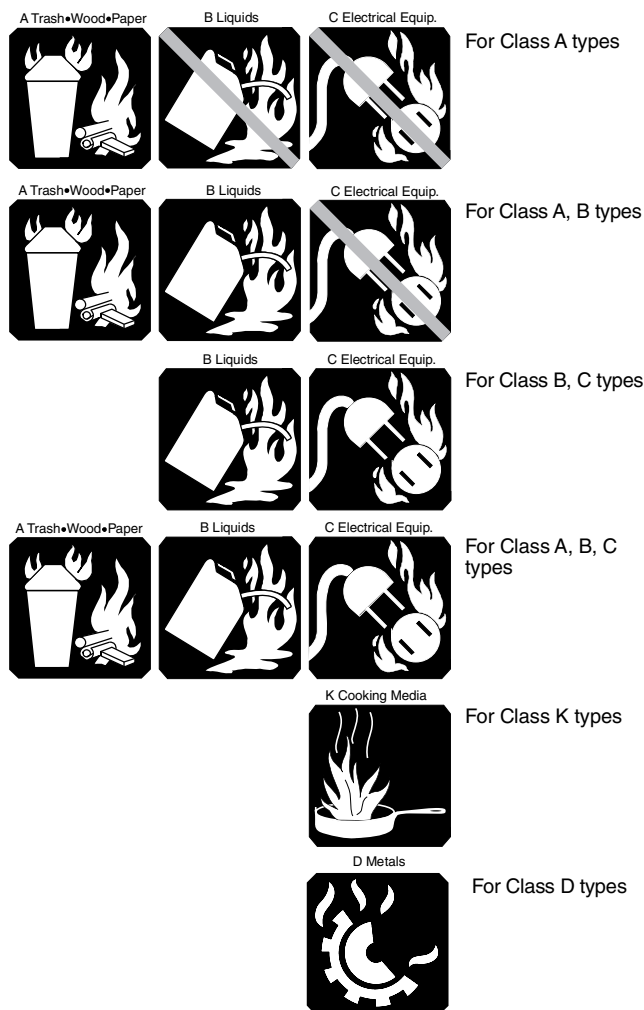 A Trash•Wood•Paper
B Liquids
C Electrical Equip.
For Class A types
A Trash•Wood•Paper
B Liquids
C Electrical Equip.
For Class A, B types
B Liquids
C Electrical Equip.
For Class B, C types
A Trash•Wood•Paper
B Liquids
C Electrical Equip.
For Class A, B, C
types
K Cooking Media
For Class K types
D Metals
For Class D types